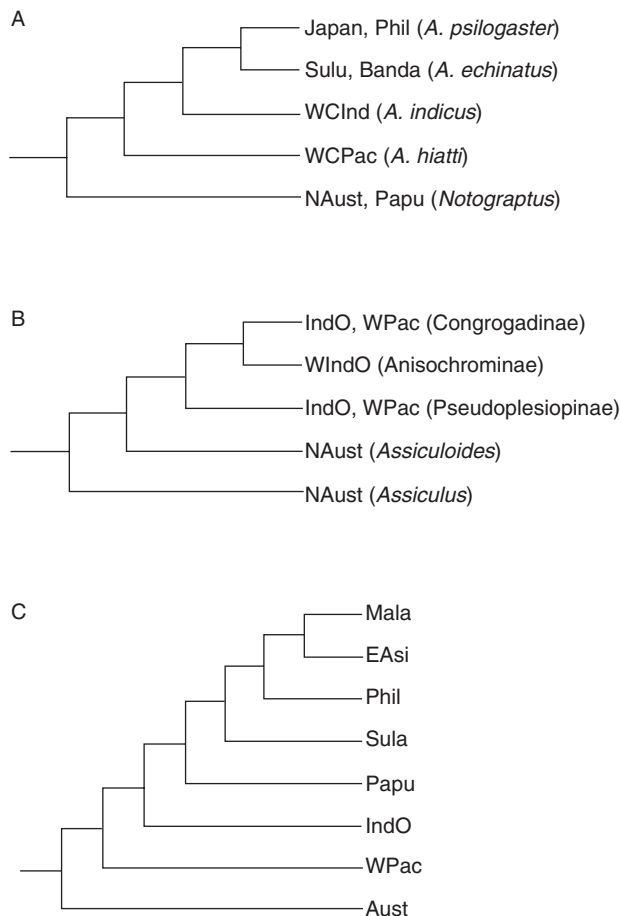 A
Japan, Phil (A. psilogaster)
Sulu, Banda (A. echinatus)
WCInd (A. indicus)
WCPac (A. hiatti)
NAust, Papu (Notograptus)
B
IndO, WPac (Congrogadinae)
WIndO (Anisochrominae)
IndO, WPac (Pseudoplesiopinae)
NAust (Assiculoides)
NAust (Assiculus)
C
Mala
EAsi
Phil
Sula
Papu
IndO
WPac
Aust